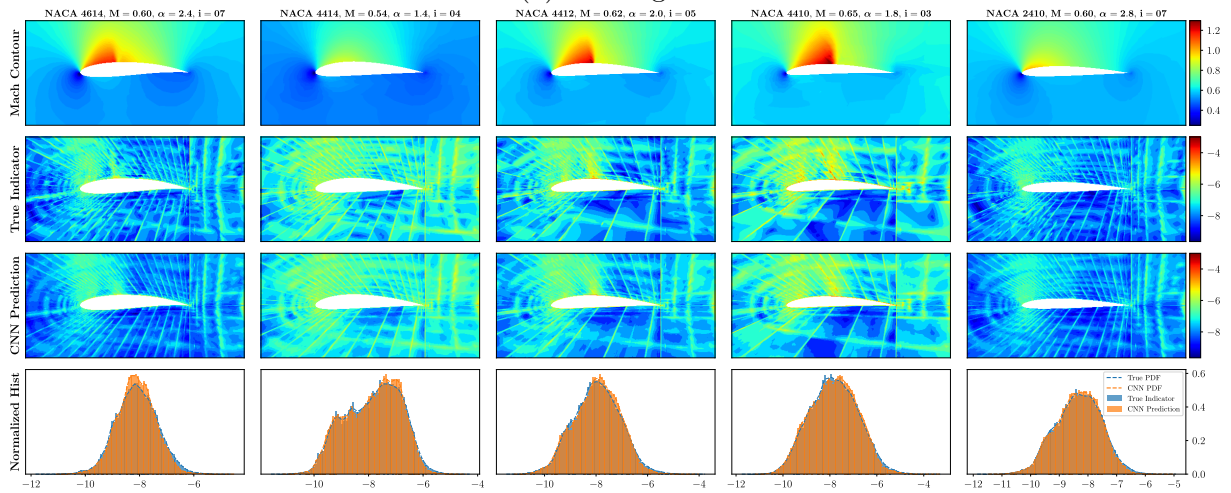 NACA 4614, M = 0.60, α = 2.4, i = 07
NACA 4414, M = 0.54, α = 1.4, i = 04
NACA 4412, M = 0.62, α = 2.0, i = 05
NACA 4410, M = 0.65, α = 1.8, i = 03
NACA 2410, M = 0.60, α = 2.8, i = 07
Mach Contour
1.2
1.0
0.8
0.6
0.4
True Indicator
−4
−6
−8
CNN Prediction
−4
−6
−8
Normalized Hist
True PDF
CNN PDF
True Indicator
CNN Prediction
0.6
0.4
0.2
0.0
−12 −10 −8 −6
−10 −8 −6 −4
−12 −10 −8 −6
−12 −10 −8 −6 −4
−12 −11 −10 −9 −8 −7 −6 −5